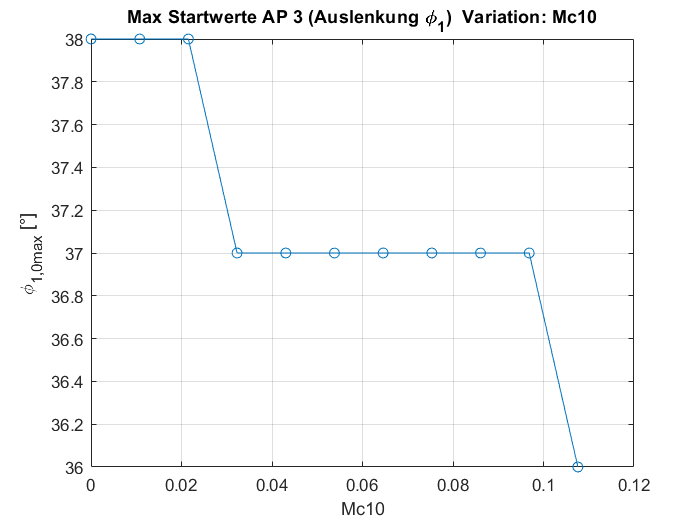 Max Startwerte AP 3 (Auslenkung ϕ₁)  Variation: Mc10
38
37.8
37.6
37.4
37.2
37
36.8
36.6
36.4
36.2
36
ϕ₁,₀ₘₐₓ [°]
0 0.02 0.04 0.06 0.08 0.1 0.12
Mc10